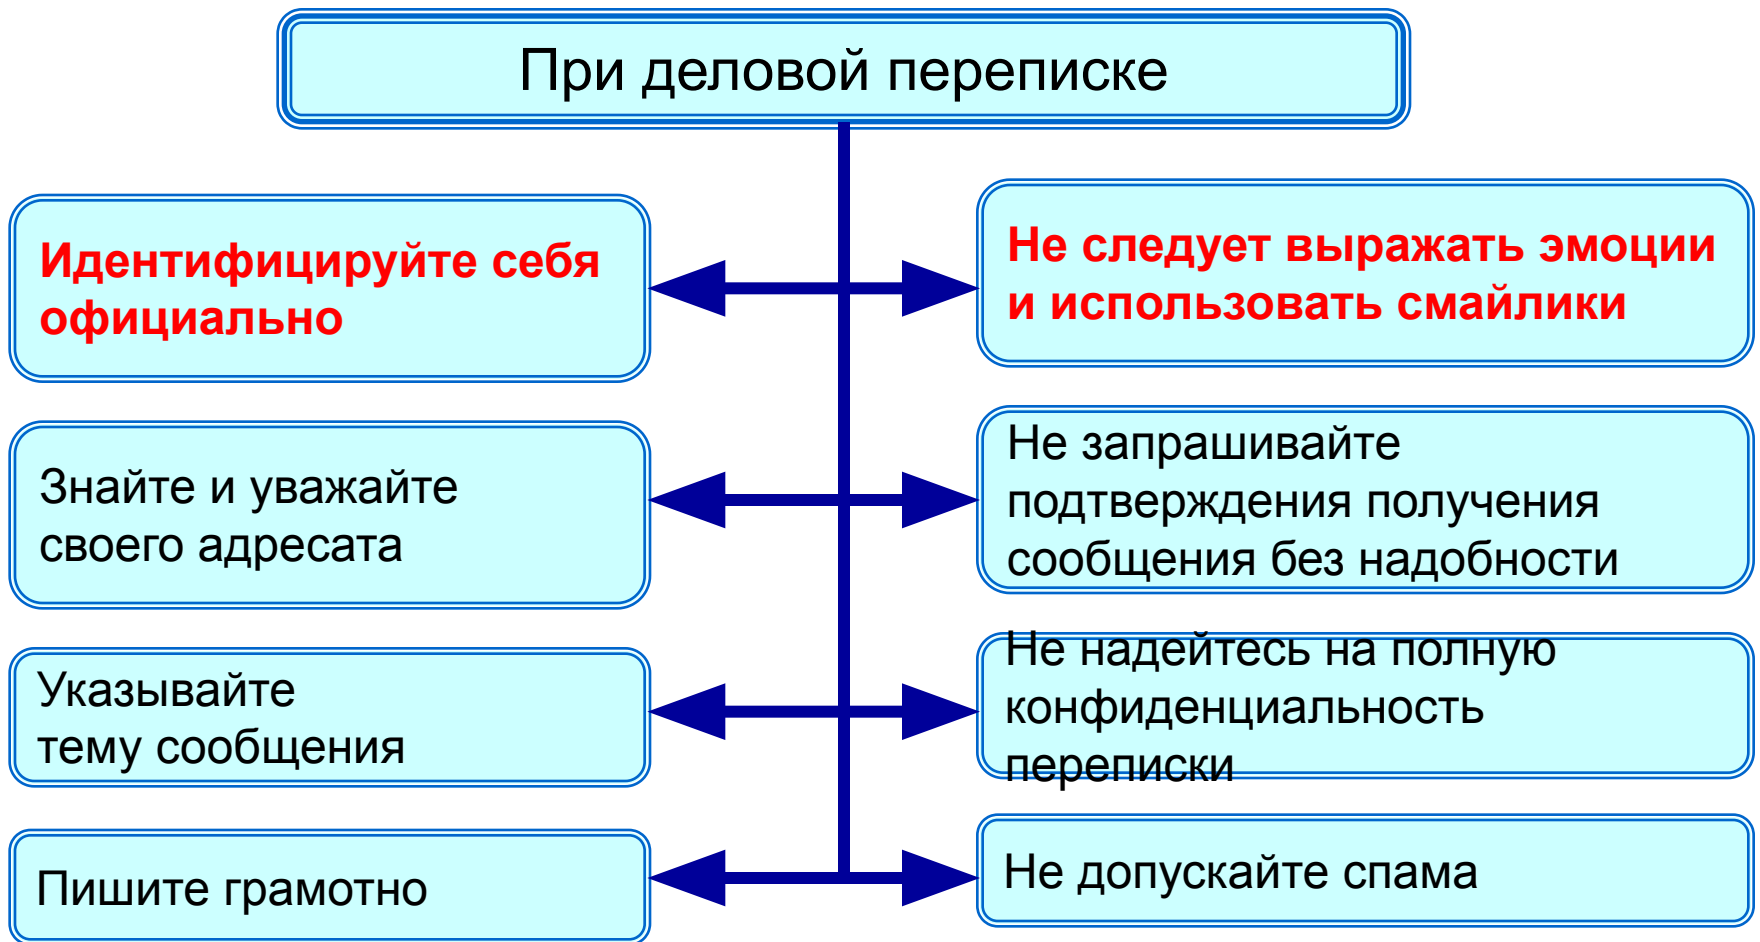 При деловой переписке
Идентифицируйте себя
официально
Не следует выражать эмоции
и использовать смайлики
Знайте и уважайте
своего адресата
Не запрашивайте
подтверждения получения
сообщения без надобности
Указывайте
тему сообщения
Не надейтесь на полную
конфиденциальность
переписки
Пишите грамотно
Не допускайте спама